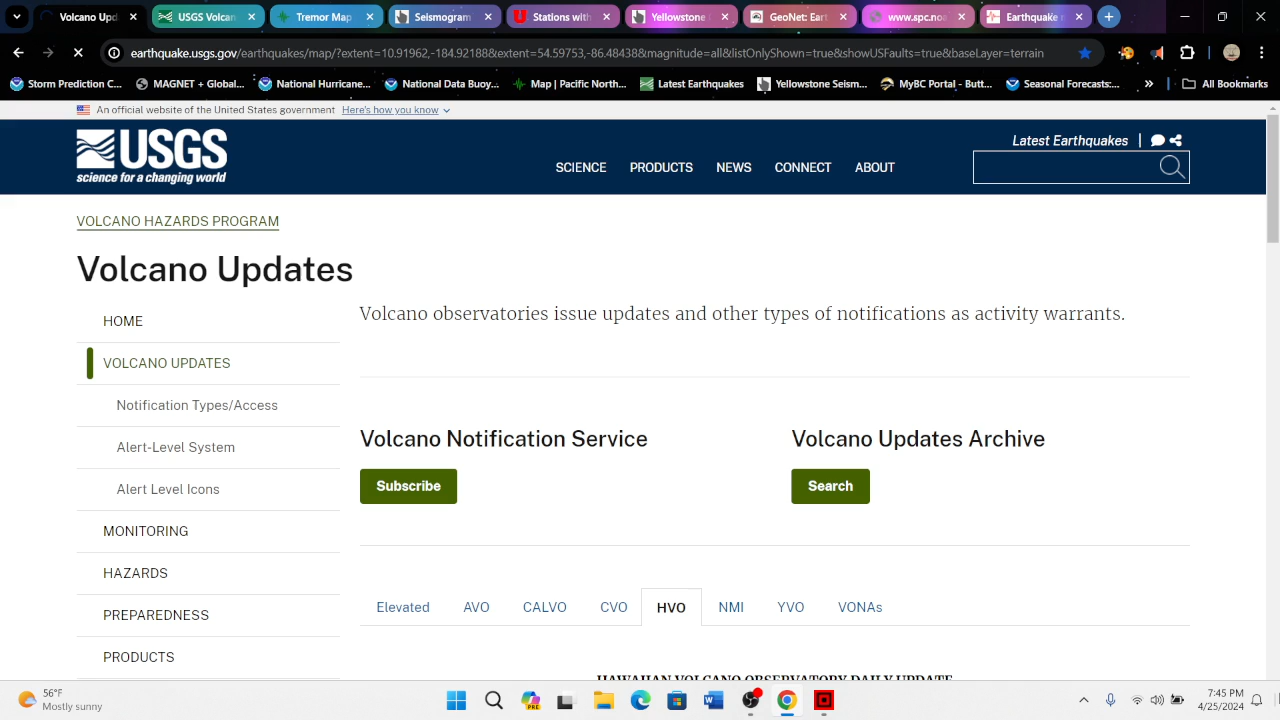 Volcano Upd
USGS Volcan
Tremor Map
Seismogram
Stations with
Yellowstone
GeoNet: Eart
www.spc.noa
Earthquake
earthquake.usgs.gov/earthquakes/map/?extent=10.91962,-184.92188&extent=54.59753,-86.48438&magnitude=all&listOnlyShown=true&showUSFaults=true&baseLayer=terrain
Storm Prediction C...
MAGNET + Global...
National Hurricane...
National Data Buoy...
Map | Pacific North...
Latest Earthquakes
Yellowstone Seism...
MyBC Portal - Butt...
Seasonal Forecasts:...
»
All Bookmarks
An official website of the United States government Here's how you know
USGS
science for a changing world
SCIENCE PRODUCTS NEWS CONNECT ABOUT
Latest Earthquakes |
VOLCANO HAZARDS PROGRAM
Volcano Updates
HOME
VOLCANO UPDATES
Notification Types/Access
Alert-Level System
Alert Level Icons
MONITORING
HAZARDS
PREPAREDNESS
PRODUCTS
Volcano observatories issue updates and other types of notifications as activity warrants.
Volcano Notification Service
Subscribe
Volcano Updates Archive
Search
Elevated AVO CALVO CVO HVO NMI YVO VONAs
HAWAIIAN VOLCANO OBSERVATORY DAILY UPDATE
56°F
Mostly sunny
PRE
7:45 PM
4/25/2024